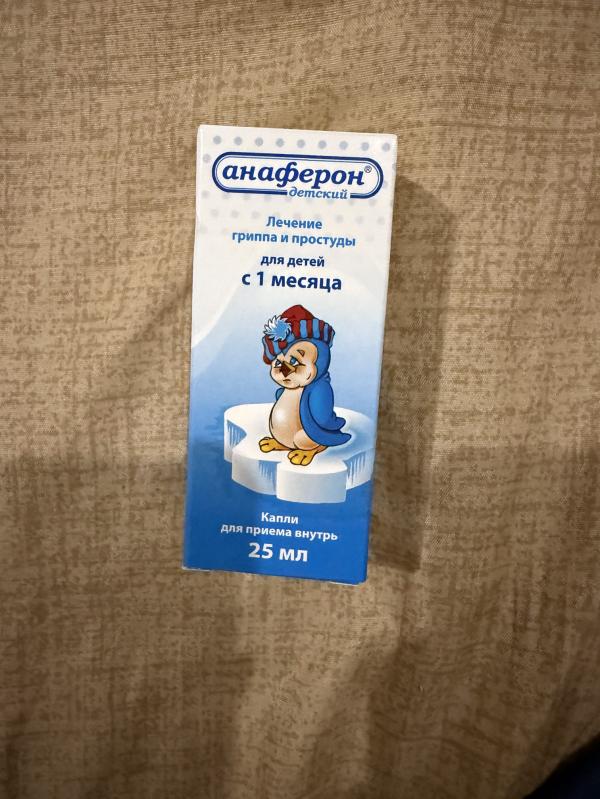 анаферон®
детский
Лечение
гриппа и простуды
для детей
с 1 месяца
Капли
для приема внутрь
25 мл